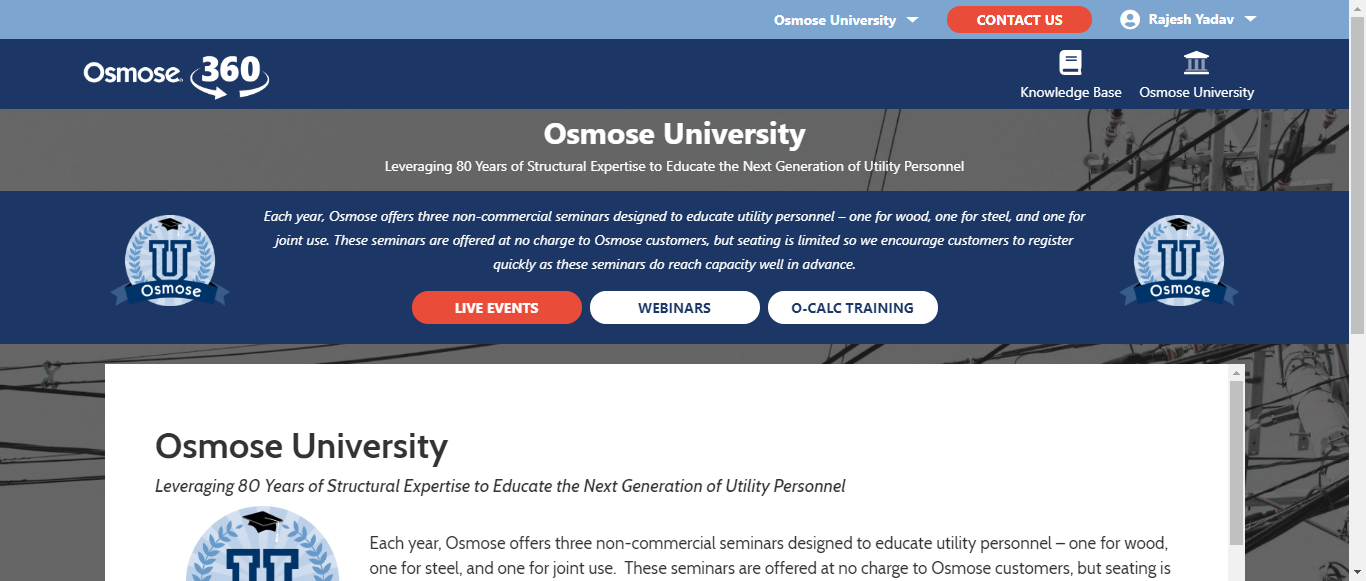 Osmose University
CONTACT US
Rajesh Yadav
Osmose 360
Knowledge Base
Osmose University
Osmose University
Leveraging 80 Years of Structural Expertise to Educate the Next Generation of Utility Personnel
Each year, Osmose offers three non-commercial seminars designed to educate utility personnel – one for wood, one for steel, and one for
joint use. These seminars are offered at no charge to Osmose customers, but seating is limited so we encourage customers to register
quickly as these seminars do reach capacity well in advance.
U
Osmose
U
Osmose
LIVE EVENTS
WEBINARS
O-CALC TRAINING
Osmose University
Leveraging 80 Years of Structural Expertise to Educate the Next Generation of Utility Personnel
U
Each year, Osmose offers three non-commercial seminars designed to educate utility personnel – one for wood,
one for steel, and one for joint use.  These seminars are offered at no charge to Osmose customers, but seating is